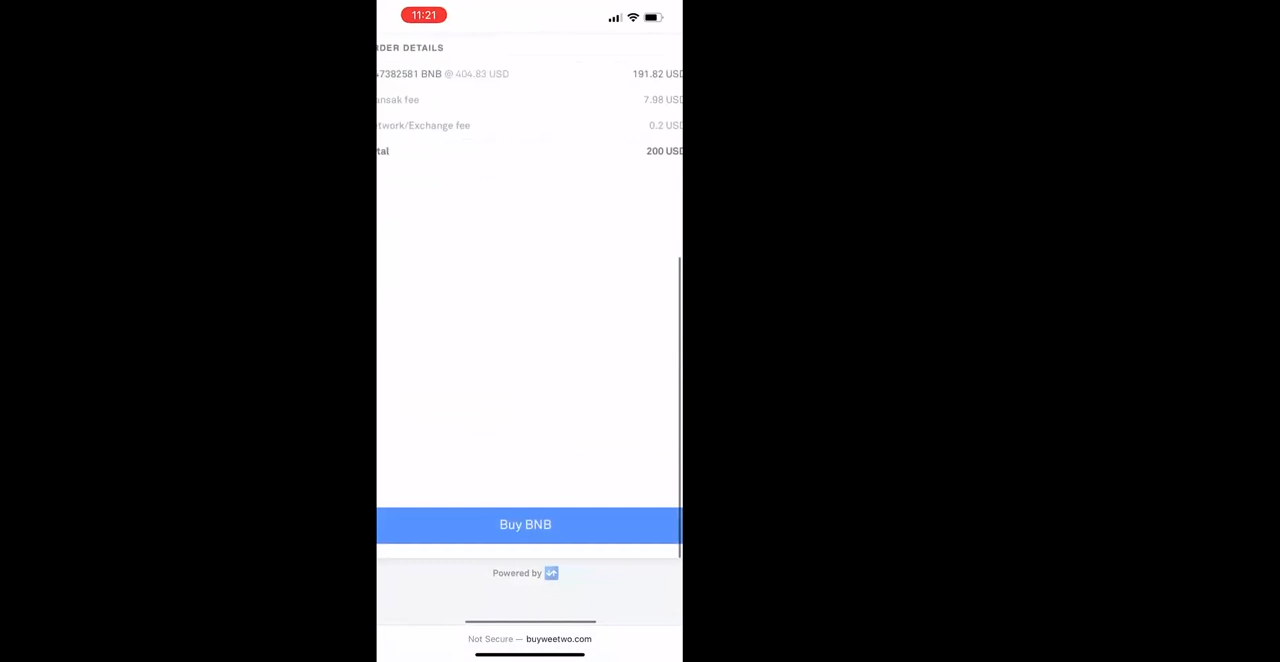 11:21
RDER DETAILS
47382581 BNB @ 404.83 USD 191.82 USD
ansak fee 7.98 USD
twork/Exchange fee 0.2 USD
tal 200 USD
Buy BNB
Powered by
Not Secure — buyweetwo.com